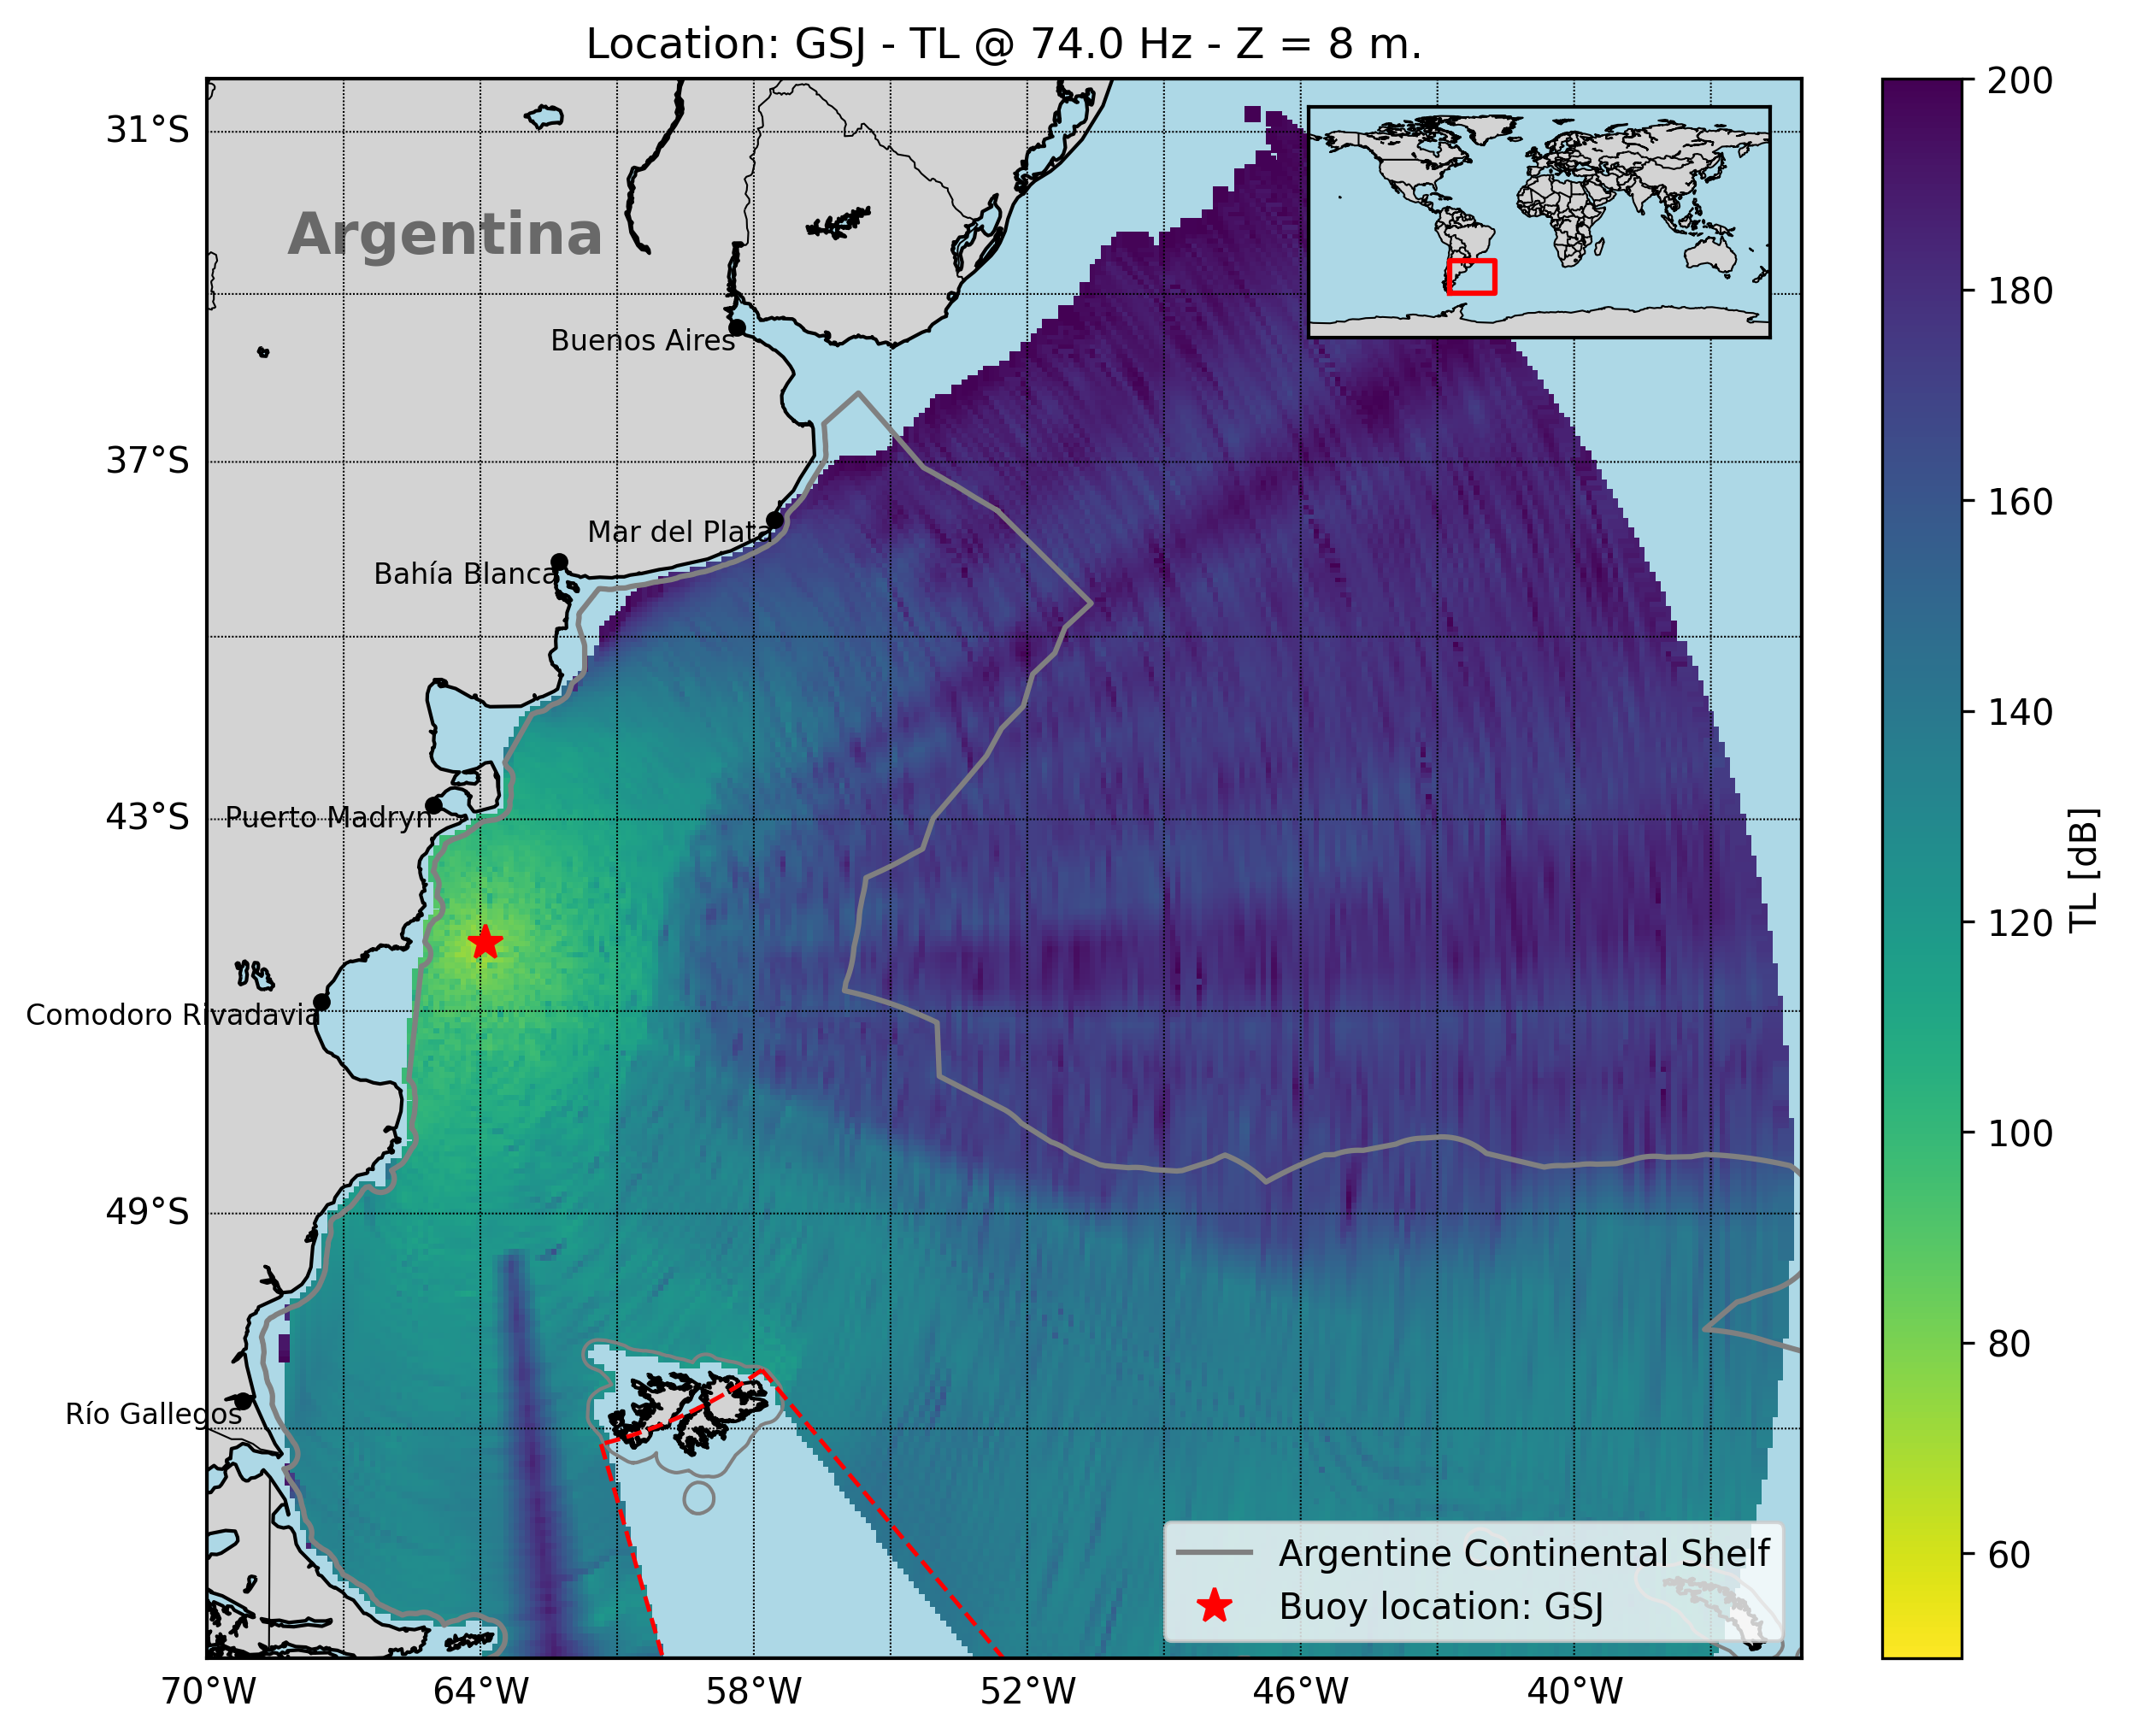 Location: GSJ - TL @ 74.0 Hz - Z = 8 m.
31°S
37°S
43°S
49°S
70°W
64°W
58°W
52°W
46°W
40°W
Argentina
Buenos Aires
Mar del Plata
Bahía Blanca
Puerto Madryn
Comodoro Rivadavia
Río Gallegos
Argentine Continental Shelf
Buoy location: GSJ
200
180
160
140
120
100
80
60
TL [dB]